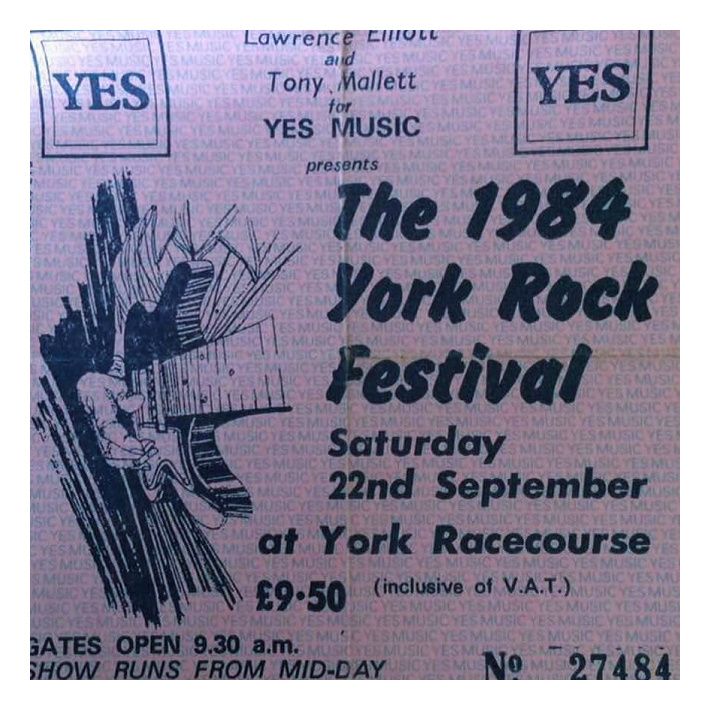 YES
Lawrence Elliott
and
Tony Mallett
for
YES MUSIC
YES
presents
The 1984
York Rock
Festival
Saturday
22nd September
at York Racecourse
£9·50 (inclusive of V.A.T.)
GATES OPEN 9.30 a.m.
SHOW RUNS FROM MID-DAY
Nº 27484